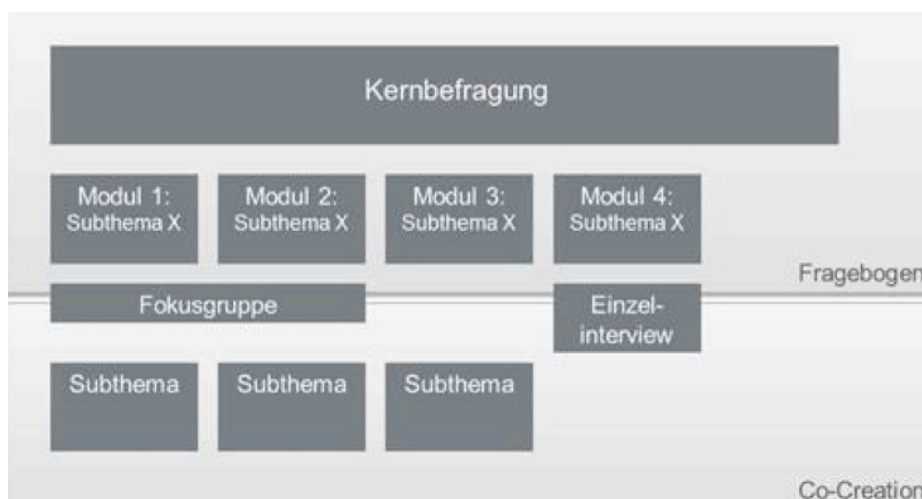 Kernbefragung
Modul 1:
Subthema X
Modul 2:
Subthema X
Modul 3:
Subthema X
Modul 4:
Subthema X
Fragebogen
Fokusgruppe
Einzel-
interview
Subthema
Subthema
Subthema
Co-Creation